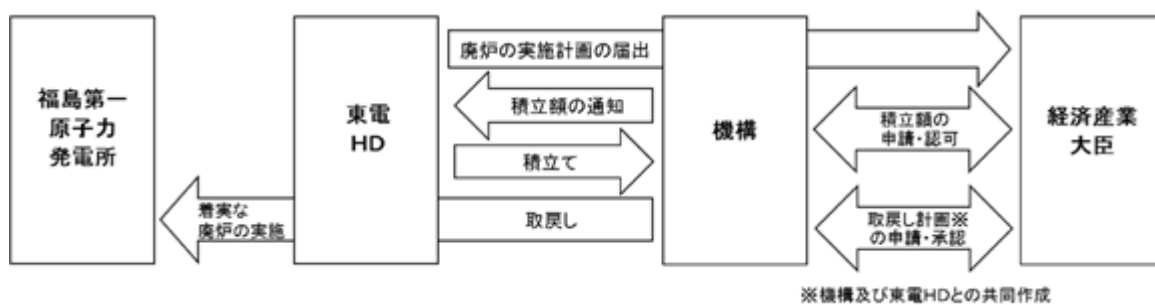 福島第一
原子力
発電所
東電
HD
廃炉の実施計画の届出
積立額の通知
積立て
取戻し
着実な
廃炉の実施
機構
積立額の
申請・認可
取戻し計画※
の申請・承認
経済産業
大臣
※機構及び東電HDとの共同作成